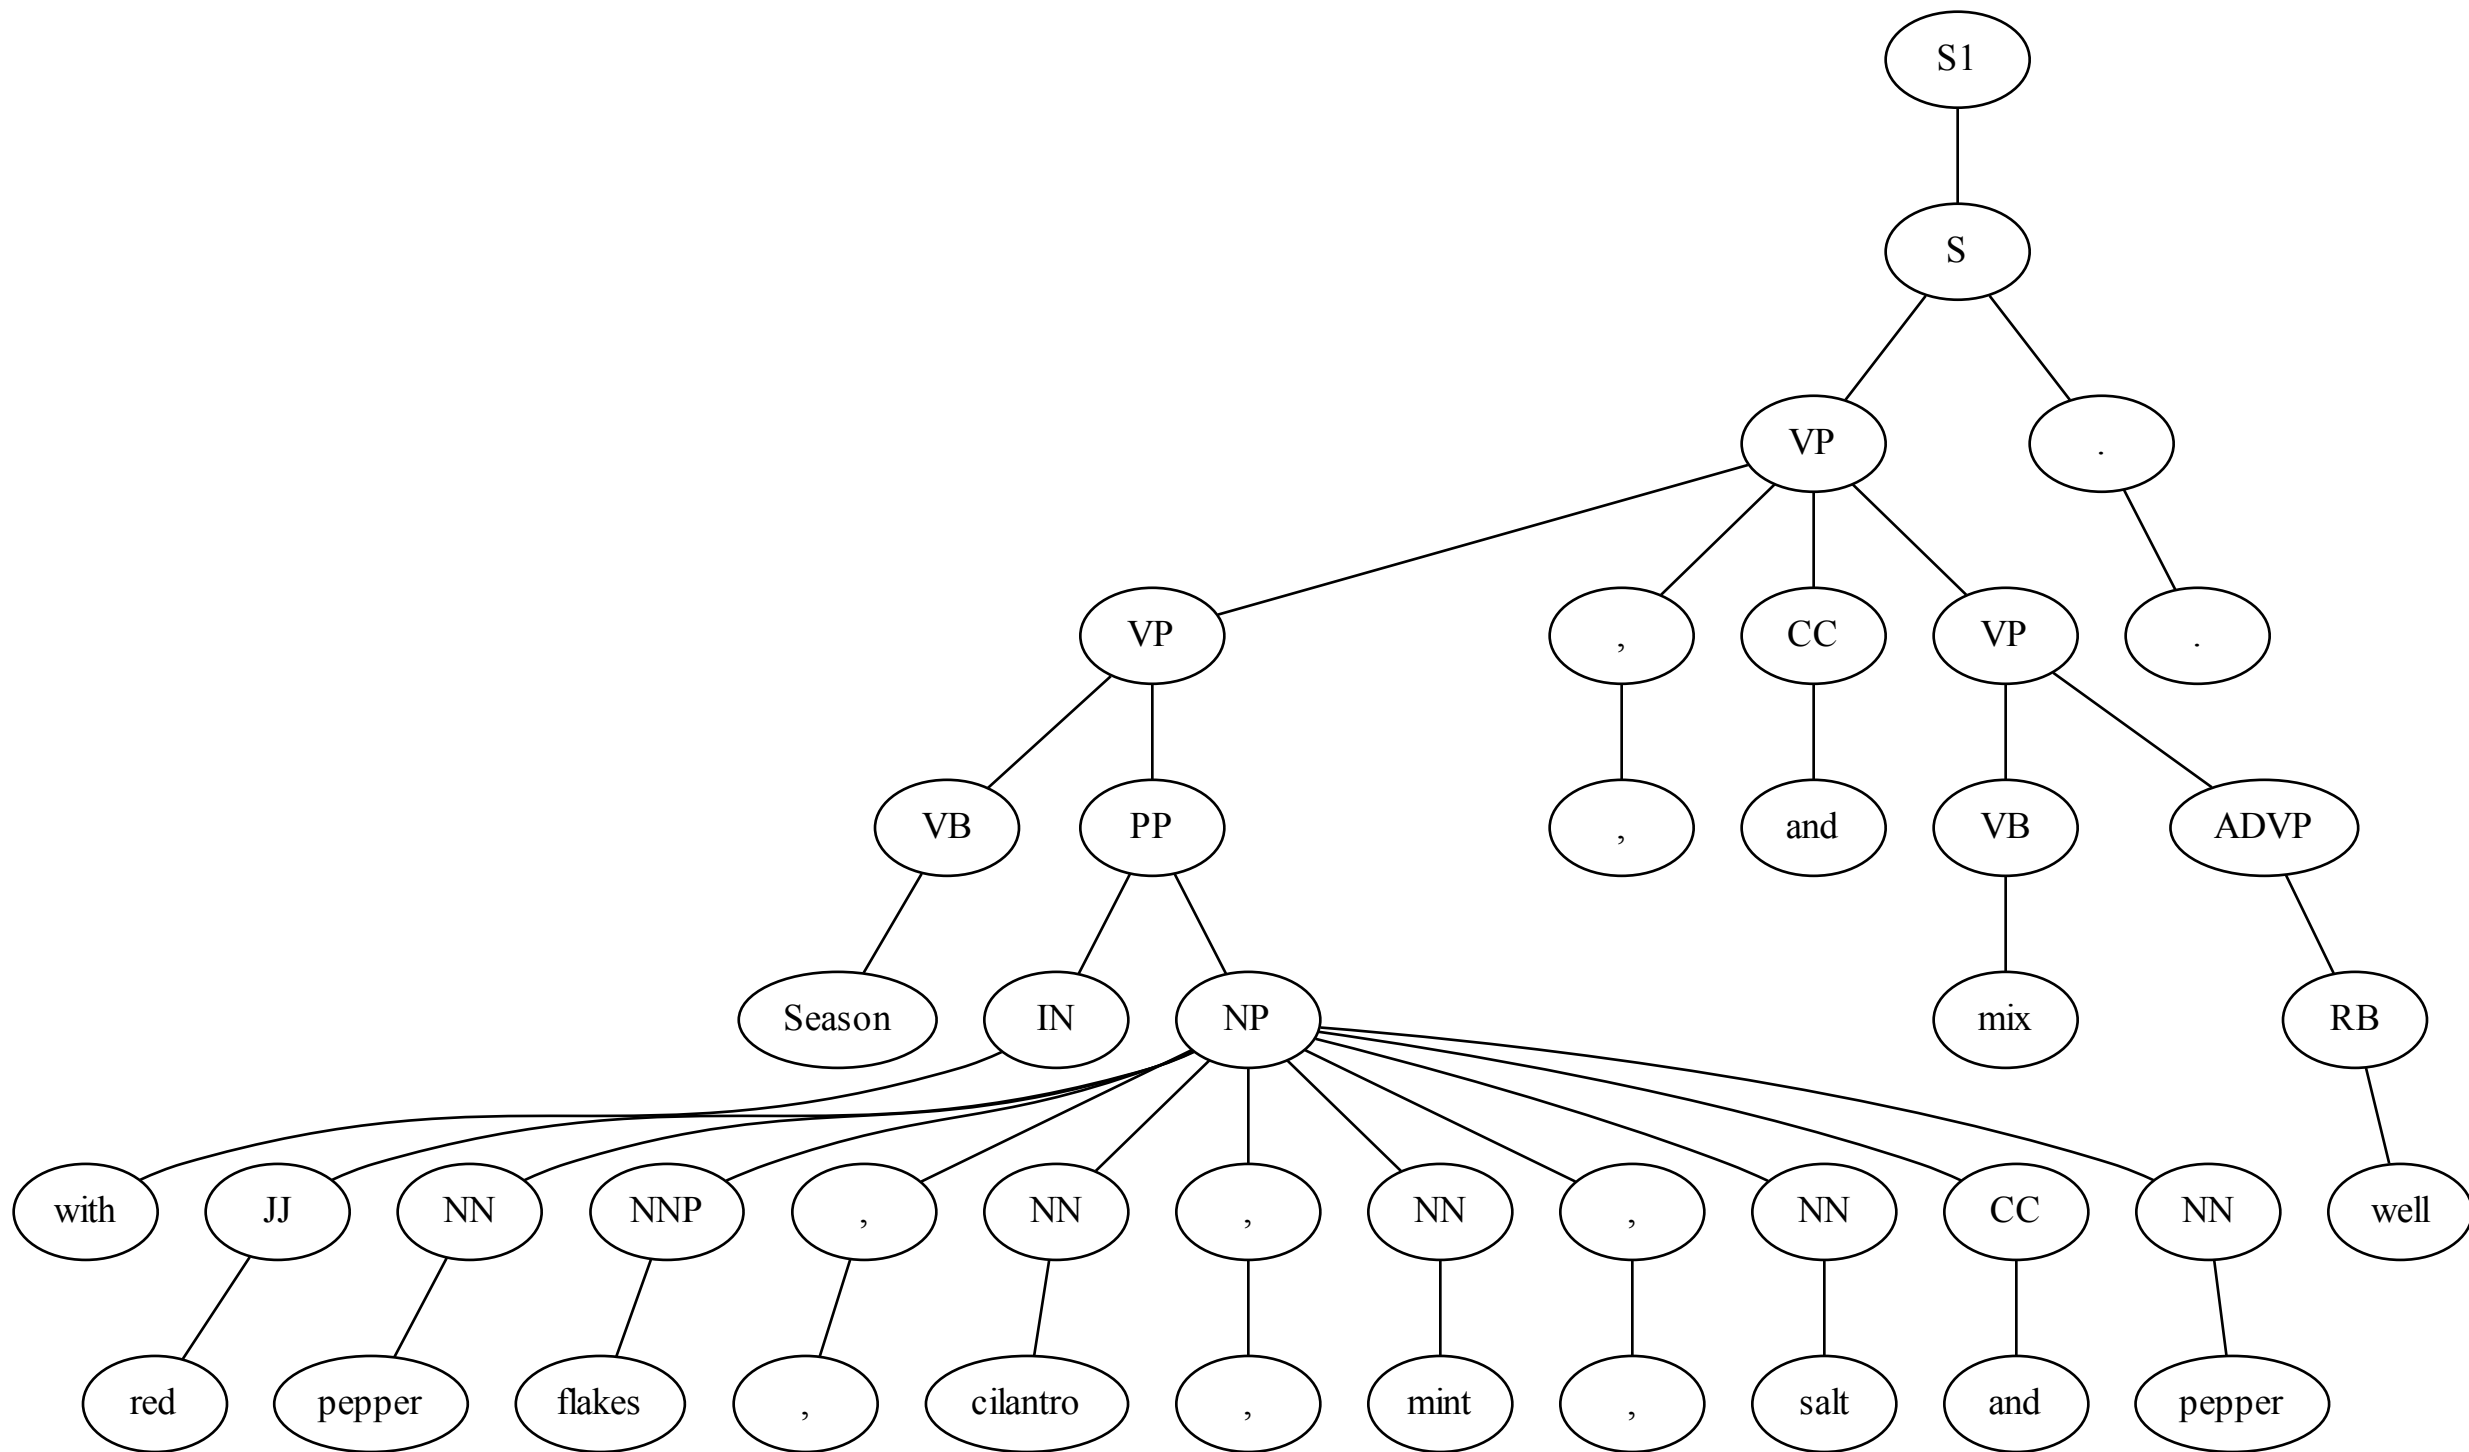 S1
S
VP .
VP , CC VP .
VB PP , and VB ADVP
Season IN NP mix RB
with JJ NN NNP , NN , NN , NN CC NN well
red pepper flakes , cilantro , mint , salt and pepper